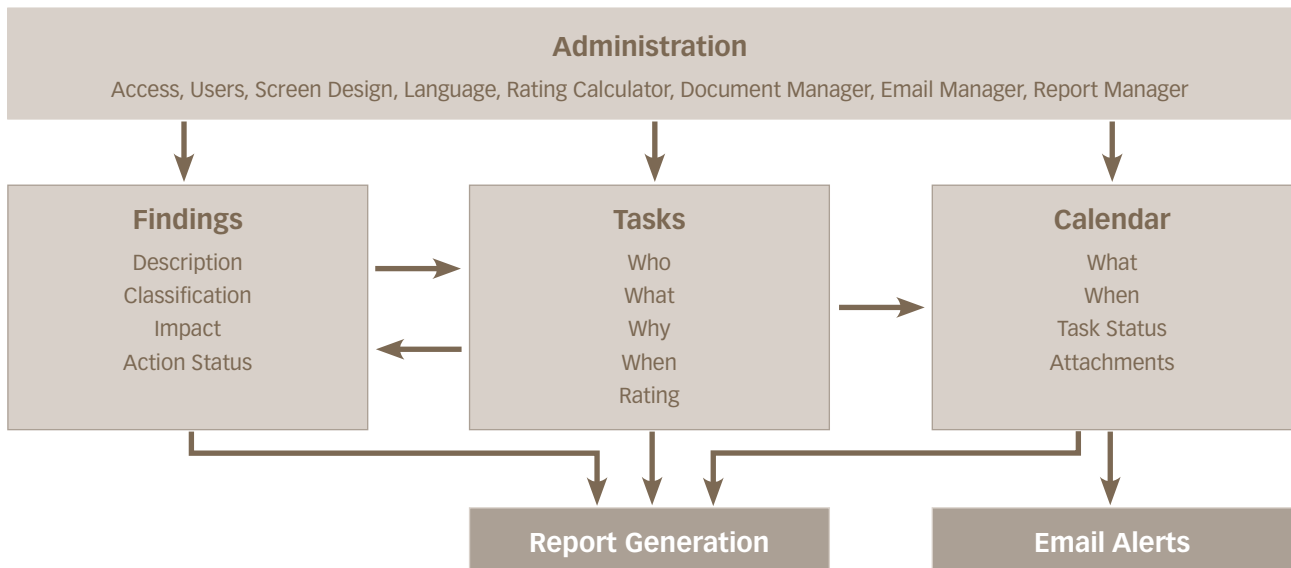 Administration
Access, Users, Screen Design, Language, Rating Calculator, Document Manager, Email Manager, Report Manager
Findings
Description
Classification
Impact
Action Status
Tasks
Who
What
Why
When
Rating
Calendar
What
When
Task Status
Attachments
Report Generation
Email Alerts